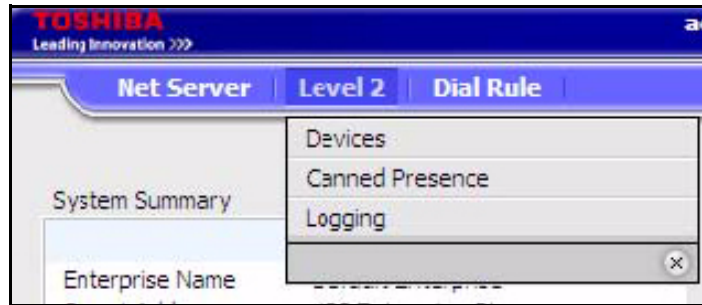 TOSHIBA
Leading Innovation >>>
Net Server Level 2 Dial Rule
Devices
Canned Presence
Logging
System Summary
Enterprise Name